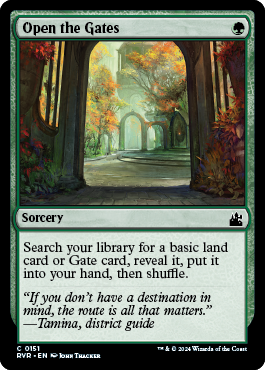 Open the Gates
Sorcery
Search your library for a basic land
card or Gate card, reveal it, put it
into your hand, then shuffle.
“If you don’t have a destination in
mind, the route is all that matters.”
—Tamina, district guide
C 0151
RVR • EN John Thacker
™ & © 2024 Wizards of the Coast